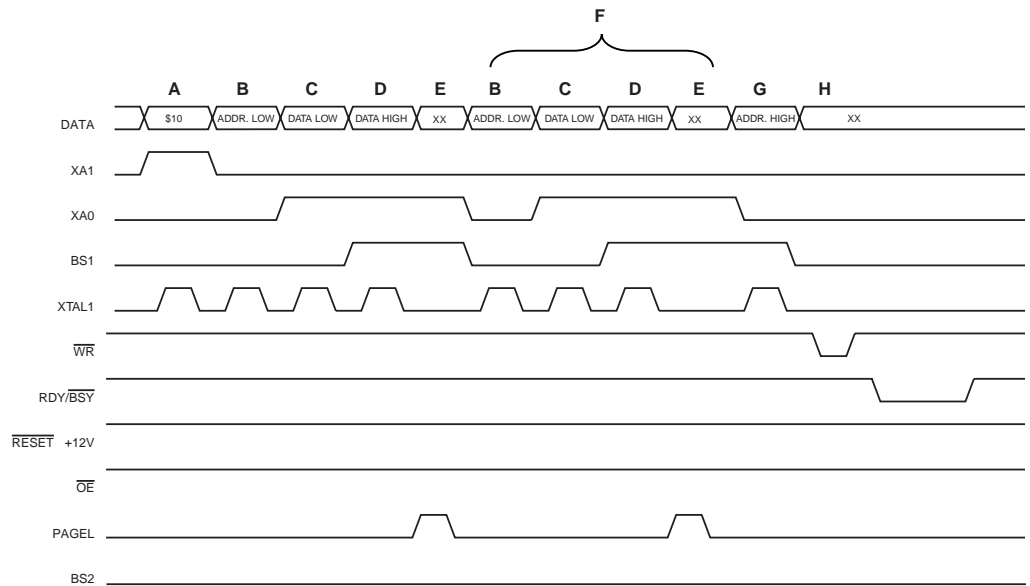 F
A B C D E B C D E G H
DATA $10 ADDR. LOW DATA LOW DATA HIGH XX ADDR. LOW DATA LOW DATA HIGH XX ADDR. HIGH XX
XA1
XA0
BS1
XTAL1
WR
RDY/BSY
RESET +12V
OE
PAGEL
BS2